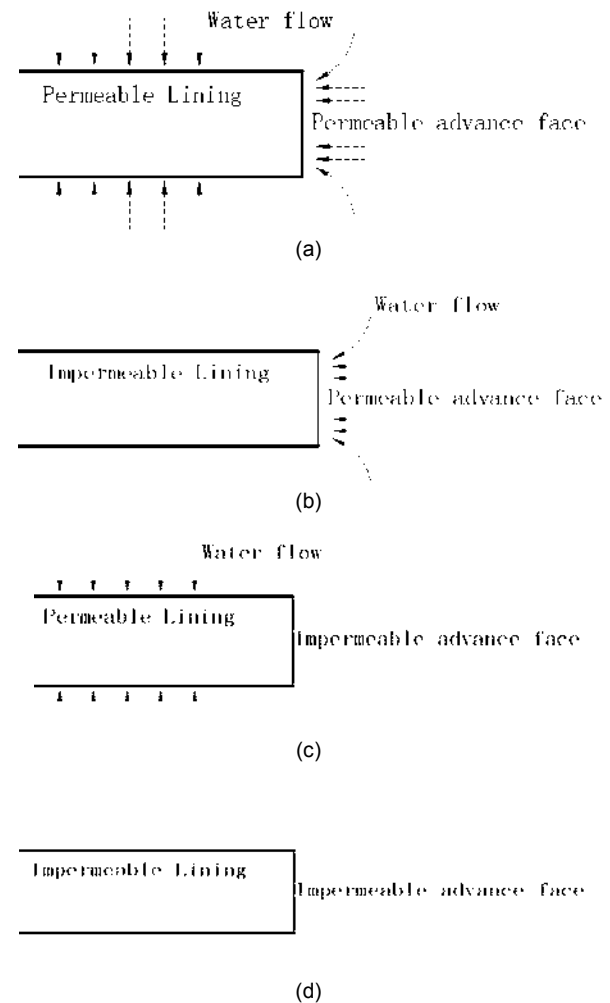 Water flow
Permeable Lining
Permeable advance face
(a)
Water flow
Impermeable Lining
Permeable advance face
(b)
Water flow
Permeable Lining
Impermeable advance face
(c)
Impermeable Lining
Impermeable advance face
(d)